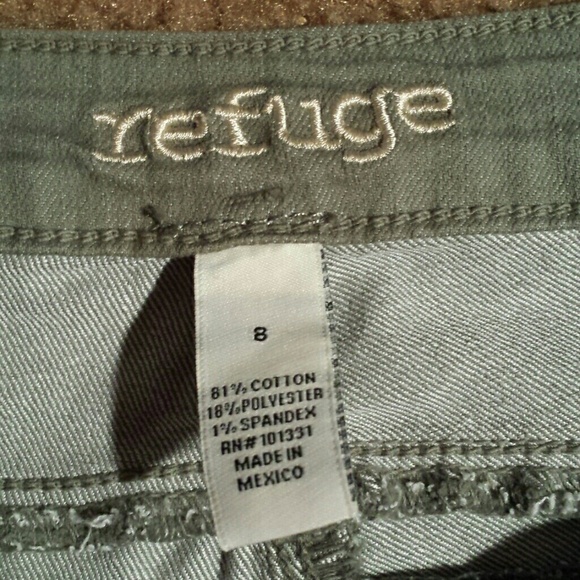 refuge
8
81% COTTON
18% POLYESTER
1% SPANDEX
RN# 101331
MADE IN
MEXICO